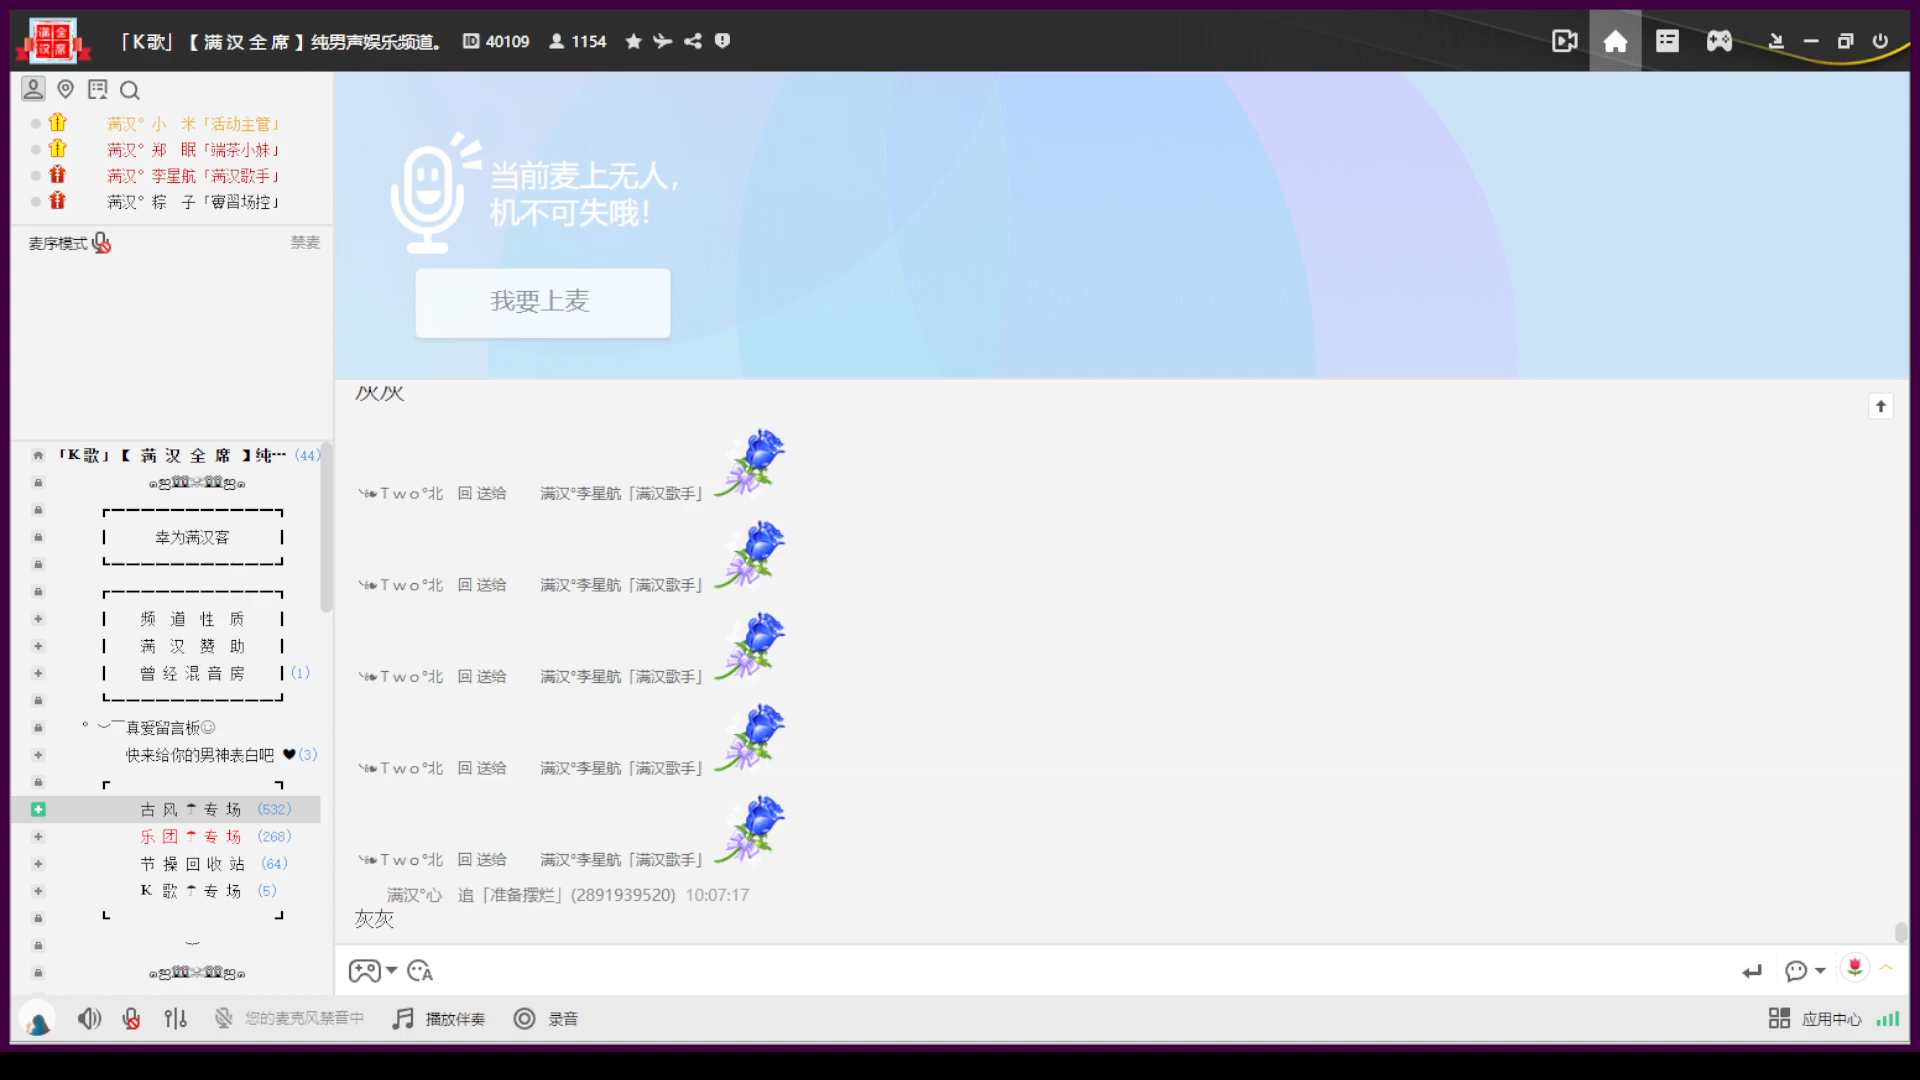 「K歌」【 满 汉 全 席 】纯男声娱乐频道。 ID 40109 1154
满汉° 小 米「活动主管」
满汉° 郑 眠「端茶小妹」
满汉° 李星航「满汉歌手」
满汉° 粽 子「實習场控」
麦序模式 禁麦
当前麦上无人，
机不可失哦！
我要上麦
「K歌」【 满 汉 全 席 】纯… (44)
幸为满汉客
频 道 性 质
满 汉 赞 助
曾 经 混 音 房 (1)
真爱留言板
快来给你的男神表白吧 (3)
古 风 ☂ 专 场 (532)
乐 团 ☂ 专 场 (268)
节 操 回 收 站 (64)
K 歌 ☂ 专 场 (5)
灰灰
Two°北 回 送给 满汉°李星航「满汉歌手」
Two°北 回 送给 满汉°李星航「满汉歌手」
Two°北 回 送给 满汉°李星航「满汉歌手」
Two°北 回 送给 满汉°李星航「满汉歌手」
Two°北 回 送给 满汉°李星航「满汉歌手」
满汉°心 追「准备摆烂」(2891939520) 10:07:17
灰灰
您的麦克风禁音中 播放伴奏 录音 应用中心